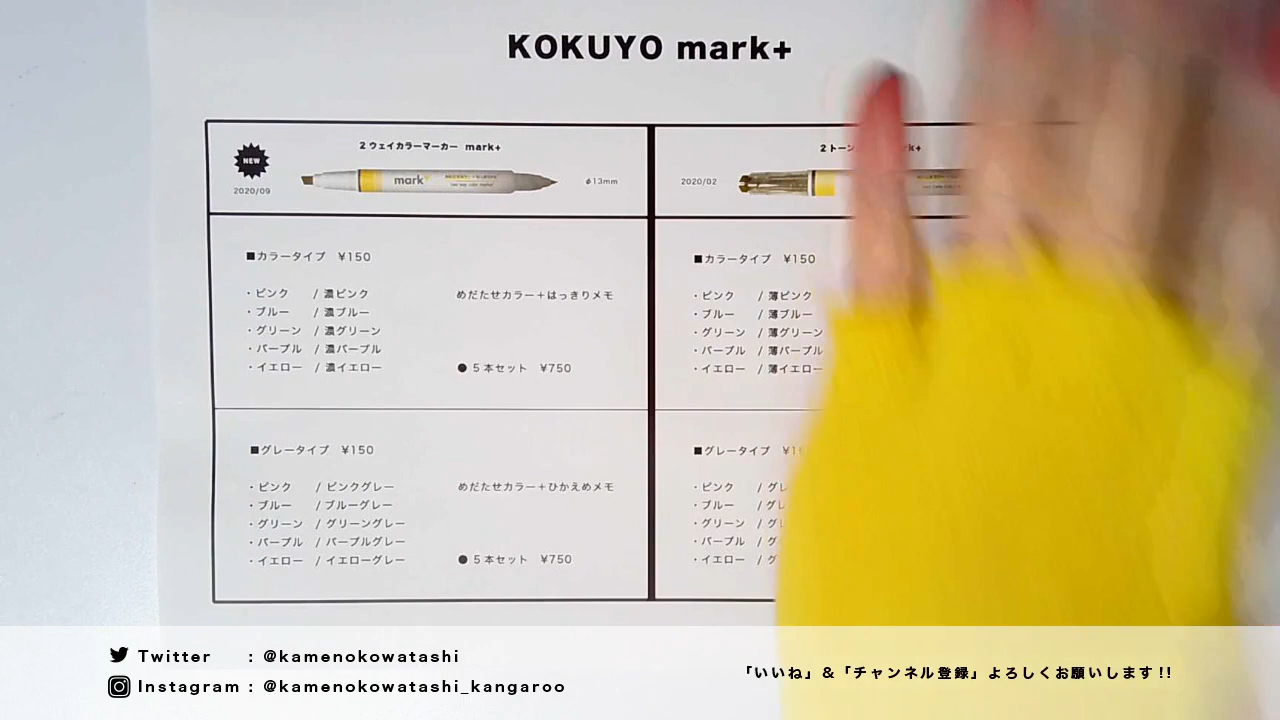 KOKUYO mark+
NEW
2020/09
2ウェイカラーマーカー mark+
mark+
φ13mm
■カラータイプ ¥150
・ピンク / 濃ピンク
・ブルー / 濃ブルー
・グリーン / 濃グリーン
・パープル / 濃パープル
・イエロー / 濃イエロー
めだたせカラー＋はっきりメモ
● 5本セット ¥750
■グレータイプ ¥150
・ピンク / ピンクグレー
・ブルー / ブルーグレー
・グリーン / グリーングレー
・パープル / パープルグレー
・イエロー / イエローグレー
めだたせカラー＋ひかえめメモ
● 5本セット ¥750
2020/02
2トーン
■カラータイプ ¥150
・ピンク / 薄ピンク
・ブルー / 薄ブルー
・グリーン / 薄グリーン
・パープル / 薄パープル
・イエロー / 薄イエロー
■グレータイプ
・ピンク / グレ
・ブルー / グレ
・グリーン / グ
・パープル / グ
・イエロー / グ
Twitter : @kamenokowatashi
Instagram : @kamenokowatashi_kangaroo
「いいね」&「チャンネル登録」よろしくお願いします!!